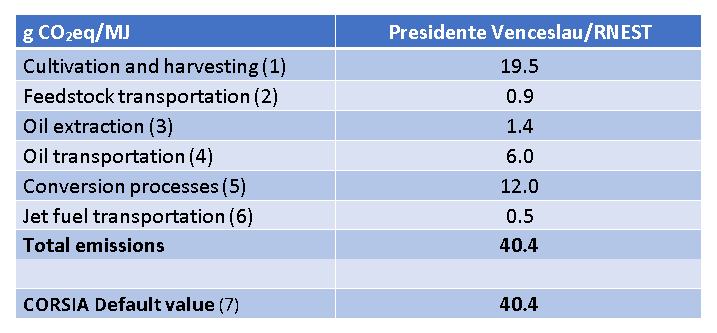 g CO₂eq/MJ Presidente Venceslau/RNEST
Cultivation and harvesting (1) 19.5
Feedstock transportation (2) 0.9
Oil extraction (3) 1.4
Oil transportation (4) 6.0
Conversion processes (5) 12.0
Jet fuel transportation (6) 0.5
Total emissions 40.4
CORSIA Default value (7) 40.4